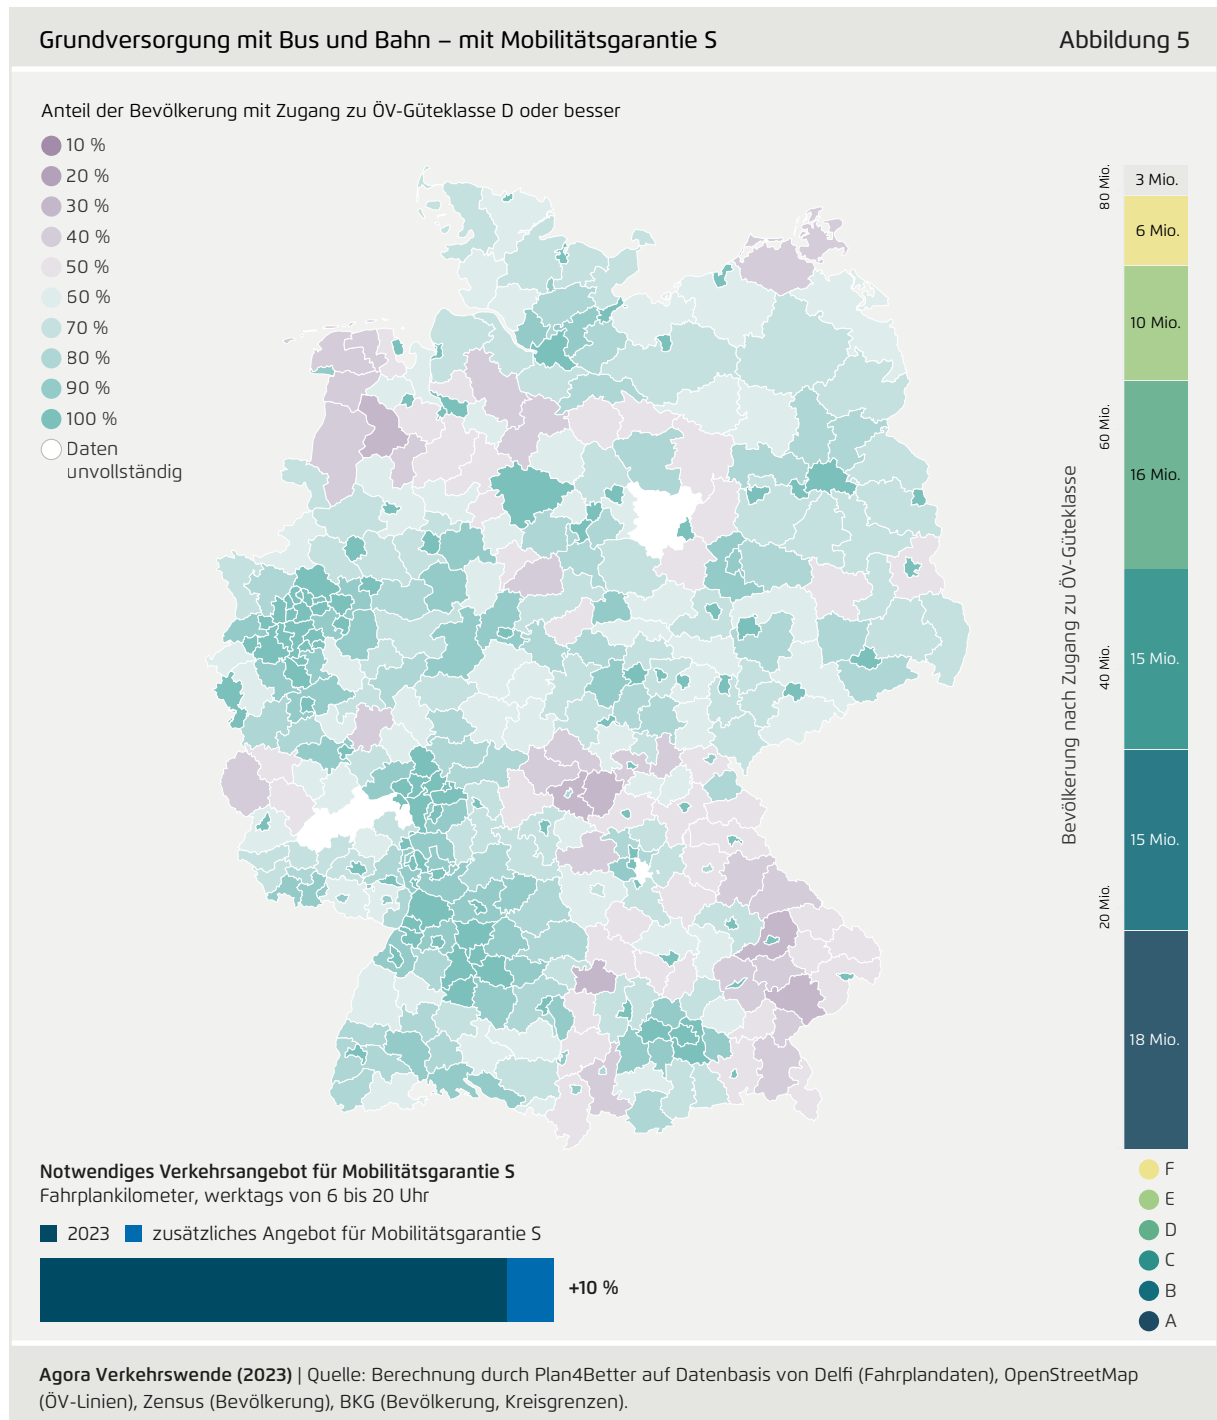 Grundversorgung mit Bus und Bahn – mit Mobilitätsgarantie S
Abbildung 5
Anteil der Bevölkerung mit Zugang zu ÖV-Güteklasse D oder besser
10 %
20 %
30 %
40 %
50 %
60 %
70 %
80 %
90 %
100 %
Daten
unvollständig
Bevölkerung nach Zugang zu ÖV-Güteklasse
80 Mio.
60 Mio.
40 Mio.
20 Mio.
3 Mio.
6 Mio.
10 Mio.
16 Mio.
15 Mio.
15 Mio.
18 Mio.
F
E
D
C
B
A
Notwendiges Verkehrsangebot für Mobilitätsgarantie S
Fahrplankilometer, werktags von 6 bis 20 Uhr
2023 zusätzliches Angebot für Mobilitätsgarantie S
+10 %
Agora Verkehrswende (2023) | Quelle: Berechnung durch Plan4Better auf Datenbasis von Delfi (Fahrplandaten), OpenStreetMap
(ÖV-Linien), Zensus (Bevölkerung), BKG (Bevölkerung, Kreisgrenzen).